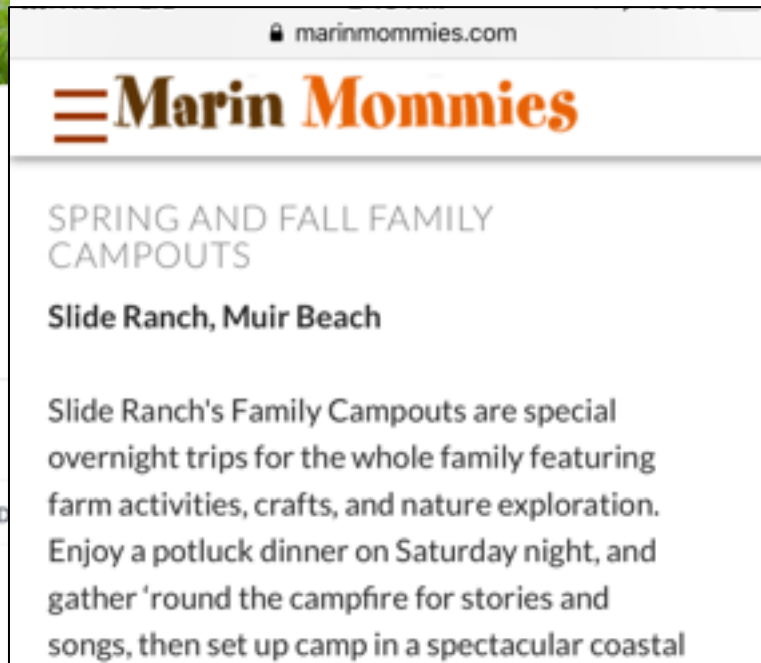 marinmommies.com
Marin Mommies
SPRING AND FALL FAMILY
CAMPOUTS
Slide Ranch, Muir Beach
Slide Ranch's Family Campouts are special
overnight trips for the whole family featuring
farm activities, crafts, and nature exploration.
Enjoy a potluck dinner on Saturday night, and
gather ‘round the campfire for stories and
songs, then set up camp in a spectacular coastal